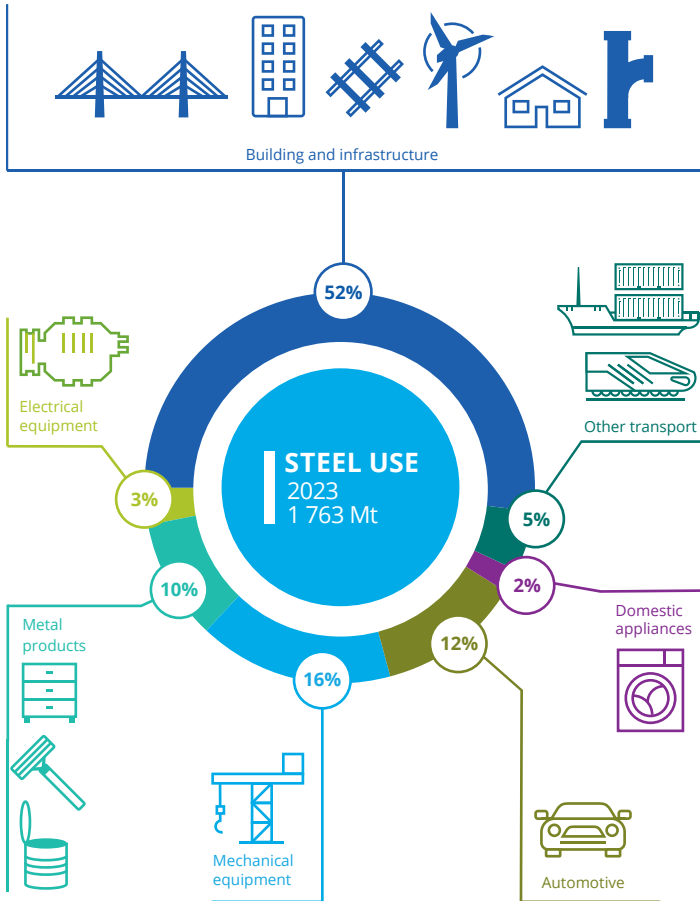 Building and infrastructure
52%
Electrical
equipment
3%
Other transport
5%
STEEL USE
2023
1 763 Mt
2%
Domestic
appliances
10%
Metal
products
12%
16%
Mechanical
equipment
Automotive